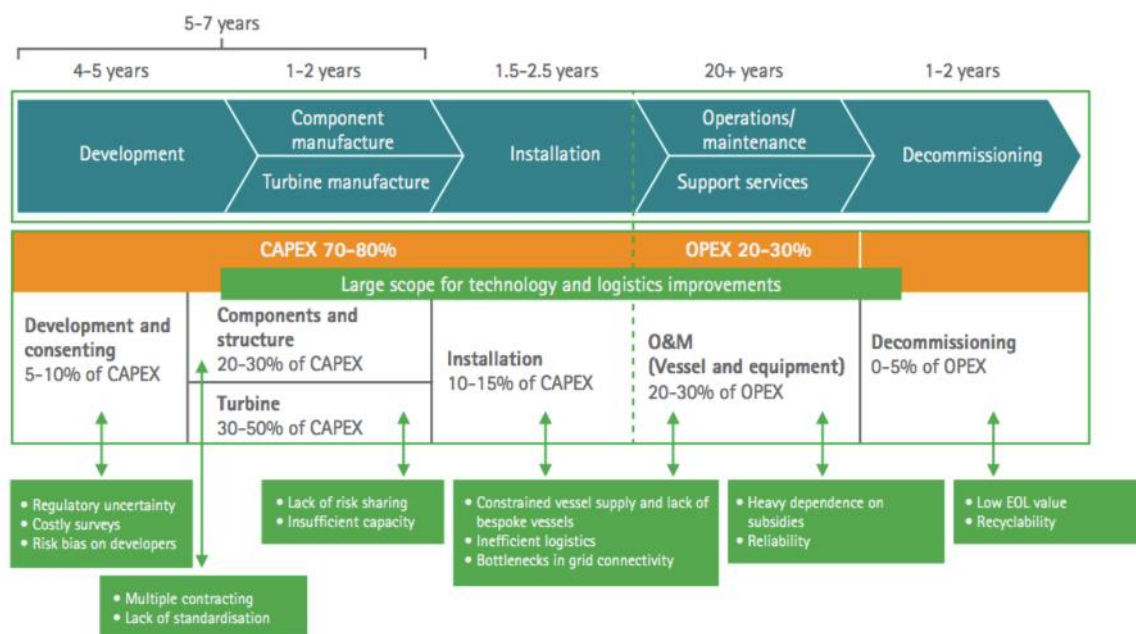 5-7 years
4-5 years
1-2 years
1.5-2.5 years
20+ years
1-2 years
Development
Component
manufacture
Turbine manufacture
Installation
Operations/
maintenance
Support services
Decommissioning
CAPEX 70-80%
OPEX 20-30%
Large scope for technology and logistics improvements
Development and
consenting
5-10% of CAPEX
Components and
structure
20-30% of CAPEX
Turbine
30-50% of CAPEX
Installation
10-15% of CAPEX
O&M
(Vessel and equipment)
20-30% of OPEX
Decommissioning
0-5% of OPEX
• Regulatory uncertainty
• Costly surveys
• Risk bias on developers
• Multiple contracting
• Lack of standardisation
• Lack of risk sharing
• Insufficient capacity
• Constrained vessel supply and lack of
bespoke vessels
• Inefficient logistics
• Bottlenecks in grid connectivity
• Heavy dependence on
subsidies
• Reliability
• Low EOL value
• Recyclability